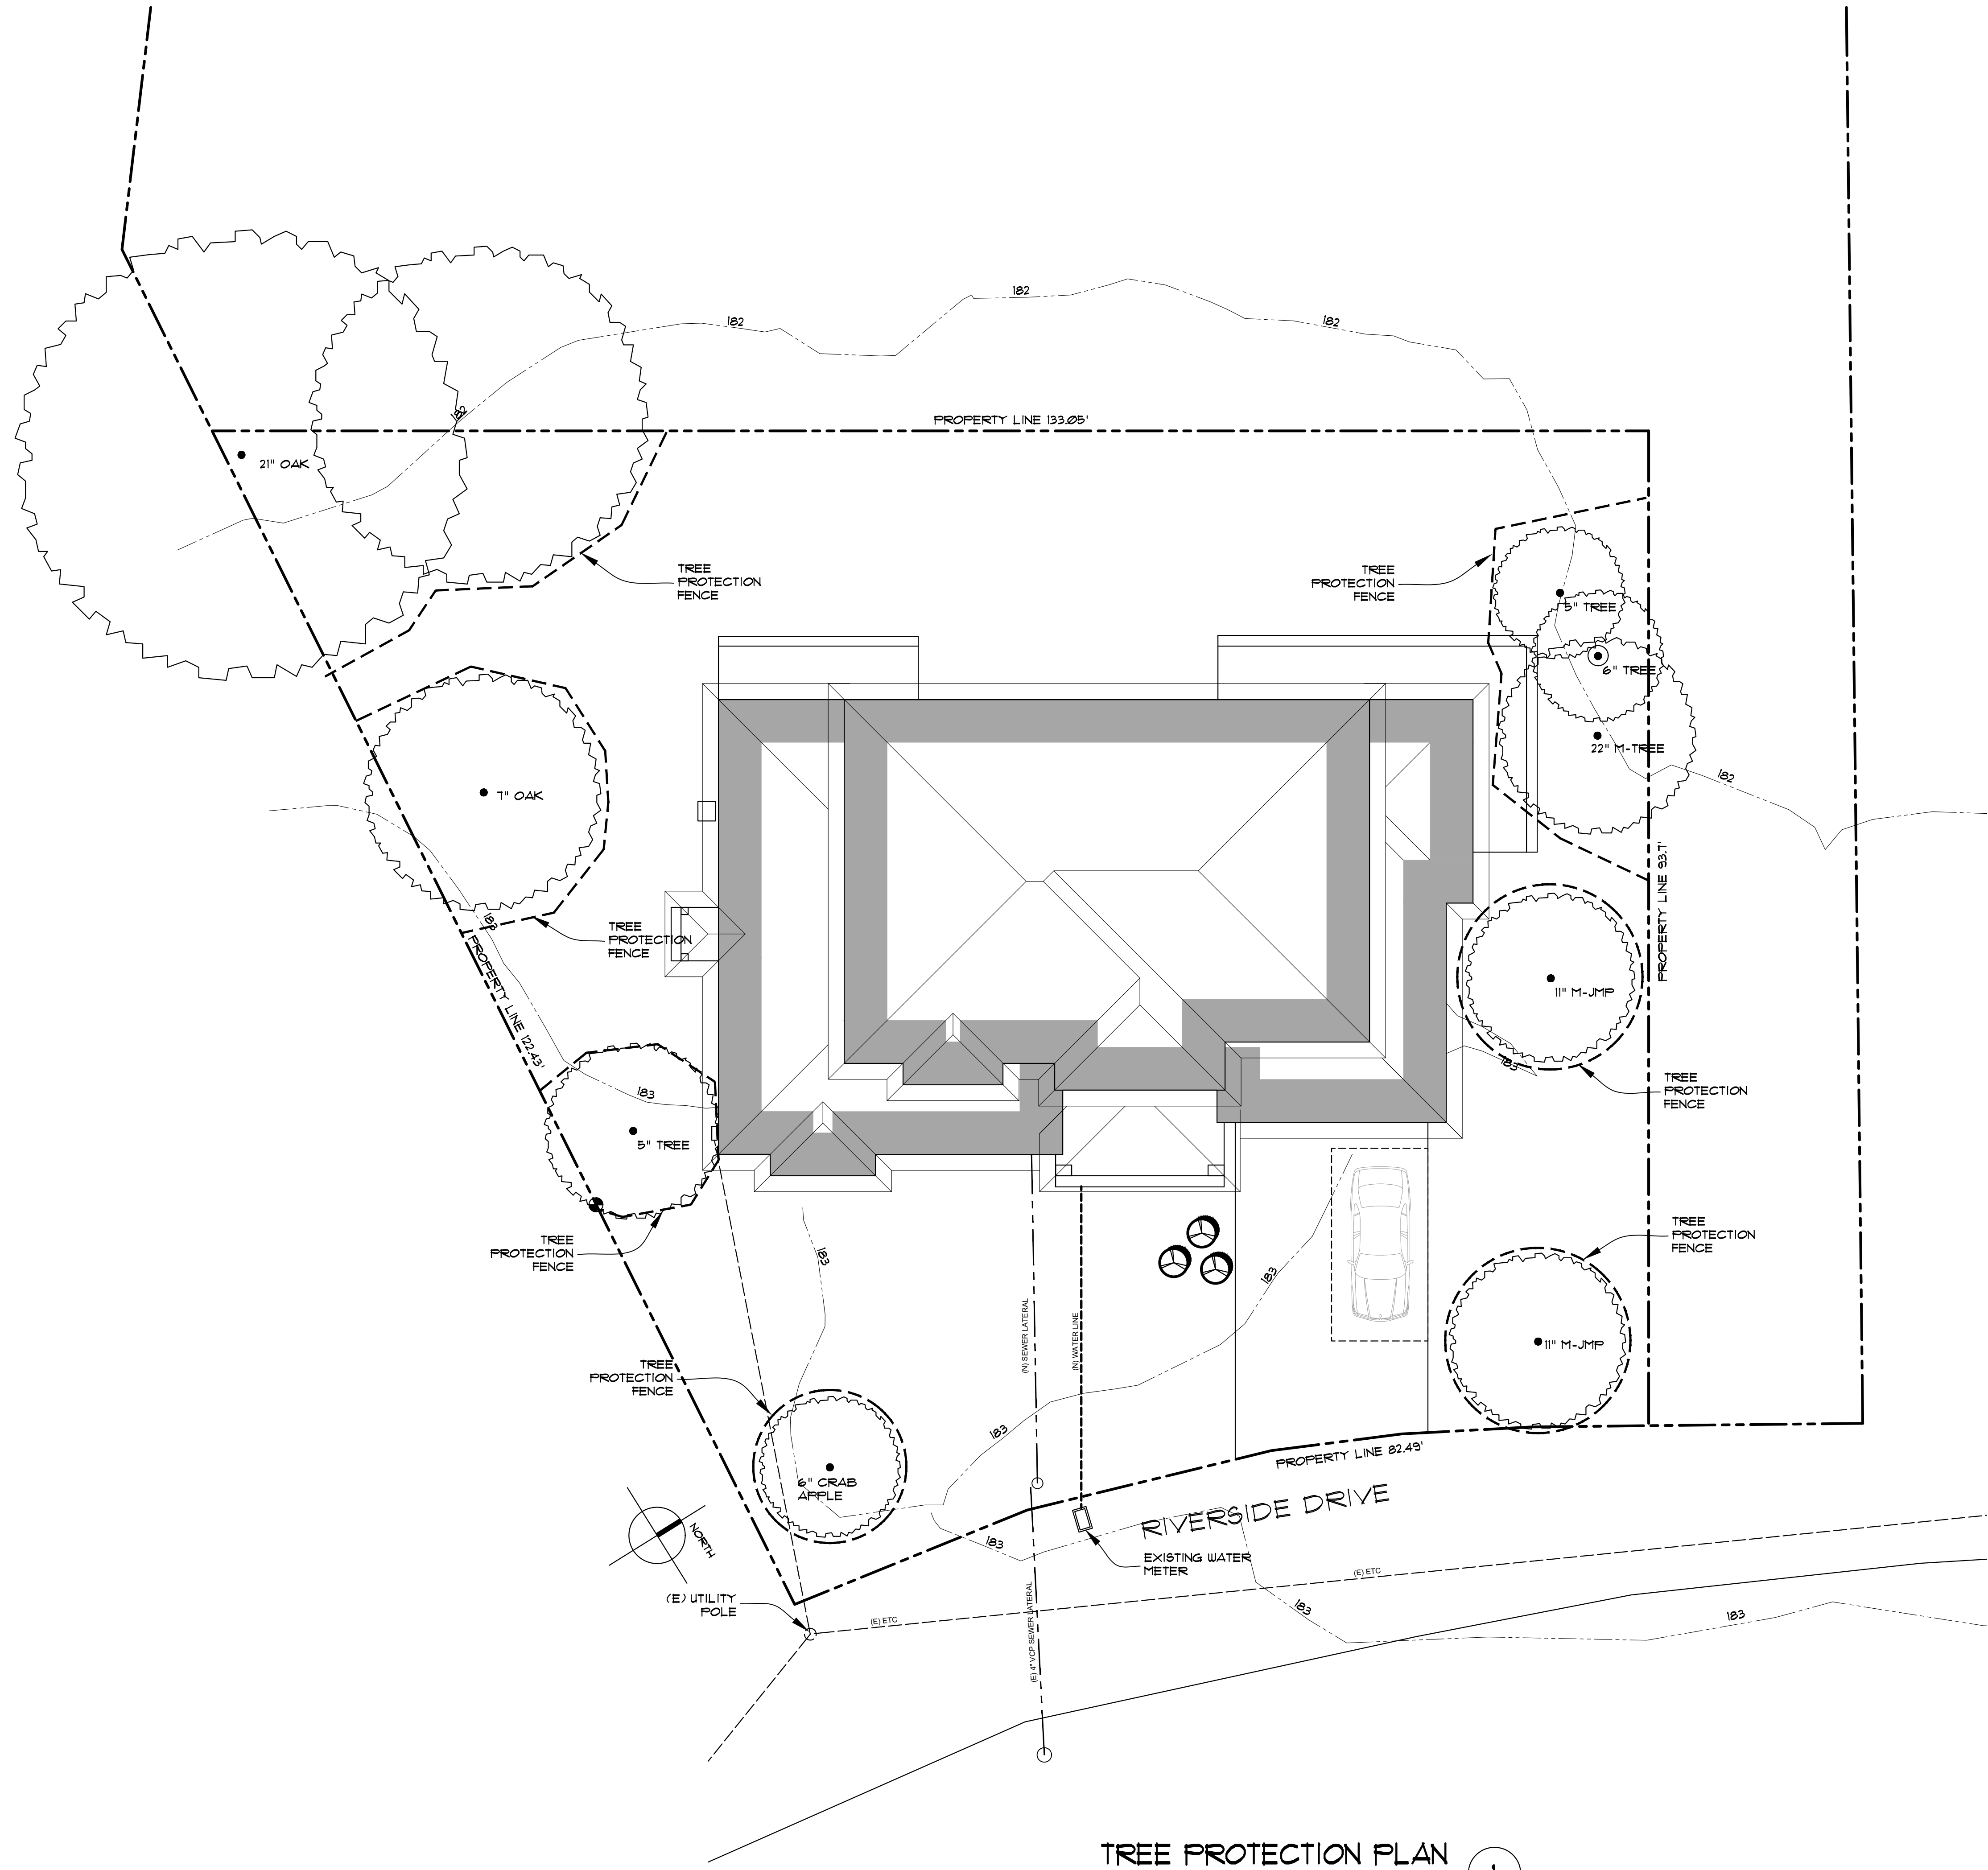 182
182
182
182
PROPERTY LINE 133.05'
21" OAK
TREE
PROTECTION
FENCE
TREE
PROTECTION
FENCE
5" TREE
6" TREE
22" M-TREE
182
7" OAK
PROPERTY LINE 93.7'
183
TREE
PROTECTION
FENCE
PROPERTY LINE 122.43'
11" M-JMP
183
TREE
PROTECTION
FENCE
183
5" TREE
TREE
PROTECTION
FENCE
TREE
PROTECTION
FENCE
183
183
(N) SEWER LATERAL
(N) WATER LINE
11" M-JMP
TREE
PROTECTION
FENCE
183
PROPERTY LINE 82.49'
6" CRAB
APPLE
RIVERSIDE DRIVE
NORTH
183
EXISTING WATER
METER
(E) ETC
(E) UTILITY
POLE
(E) ETC
(E) 4" VCP SEWER LATERAL
183
183
TREE PROTECTION PLAN
1